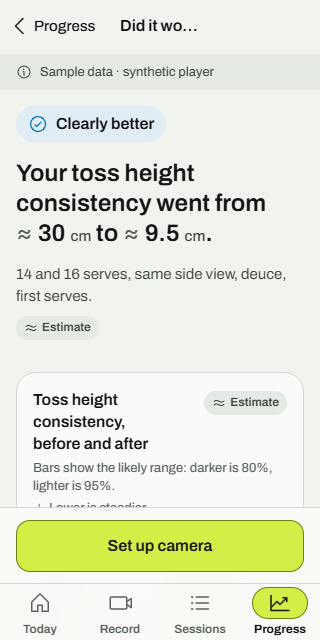 Progress
Did it wo...
Sample data · synthetic player
Clearly better
Your toss height
consistency went from
≈ 30 cm to ≈ 9.5 cm.
14 and 16 serves, same side view, deuce,
first serves.
≈ Estimate
Toss height
consistency,
before and after
≈ Estimate
Bars show the likely range: darker is 80%,
lighter is 95%.
Lower is steadier
Set up camera
Today
Record
Sessions
Progress